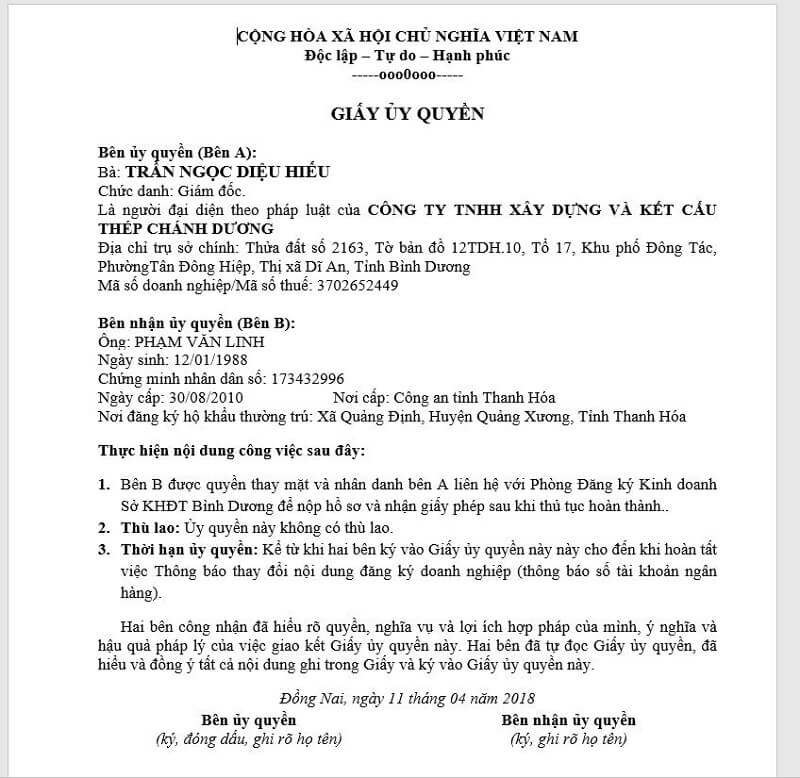 CỘNG HÒA XÃ HỘI CHỦ NGHĨA VIỆT NAM
Độc lập – Tự do – Hạnh phúc
-----ooo0ooo-----
GIẤY ỦY QUYỀN
Bên ủy quyền (Bên A):
Bà: TRẦN NGỌC DIỆU HIẾU
Chức danh: Giám đốc.
Là người đại diện theo pháp luật của CÔNG TY TNHH XÂY DỰNG VÀ KẾT CẤU
THÉP CHÁNH DƯƠNG
Địa chỉ trụ sở chính: Thửa đất số 2163, Tờ bản đồ 12TDH.10, Tổ 17, Khu phố Đông Tác,
PhườngTân Đông Hiệp, Thị xã Dĩ An, Tỉnh Bình Dương
Mã số doanh nghiệp/Mã số thuế: 3702652449
Bên nhận ủy quyền (Bên B):
Ông: PHẠM VĂN LINH
Ngày sinh: 12/01/1988
Chứng minh nhân dân số: 173432996
Ngày cấp: 30/08/2010 Nơi cấp: Công an tỉnh Thanh Hóa
Nơi đăng ký hộ khẩu thường trú: Xã Quảng Định, Huyện Quảng Xương, Tỉnh Thanh Hóa
Thực hiện nội dung công việc sau đây:
1. Bên B được quyền thay mặt và nhân danh bên A liên hệ với Phòng Đăng ký Kinh doanh
Sở KHĐT Bình Dương để nộp hồ sơ và nhận giấy phép sau khi thủ tục hoàn thành..
2. Thù lao: Ủy quyền này không có thù lao.
3. Thời hạn ủy quyền: Kể từ khi hai bên ký vào Giấy ủy quyền này này cho đến khi hoàn tất
việc Thông báo thay đổi nội dung đăng ký doanh nghiệp (thông báo số tài khoản ngân
hàng).
Hai bên công nhận đã hiểu rõ quyền, nghĩa vụ và lợi ích hợp pháp của mình, ý nghĩa và
hậu quả pháp lý của việc giao kết Giấy ủy quyền này. Hai bên đã tự đọc Giấy ủy quyền, đã
hiểu và đồng ý tất cả nội dung ghi trong Giấy và ký vào Giấy ủy quyền này.
Đồng Nai, ngày 11 tháng 04 năm 2018
Bên ủy quyền Bên nhận ủy quyền
(ký, đóng dấu, ghi rõ họ tên) (ký, ghi rõ họ tên)